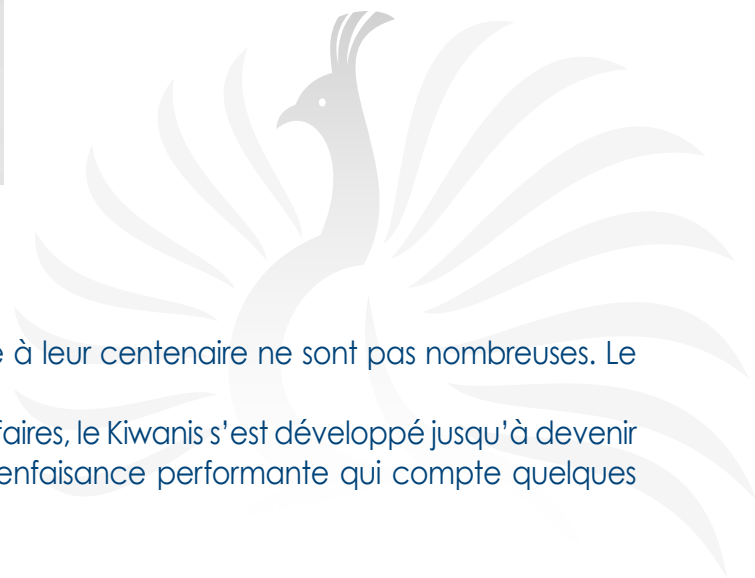 à leur centenaire ne sont pas nombreuses. Le
faires, le Kiwanis s’est développé jusqu’à devenir
enfaisance performante qui compte quelques